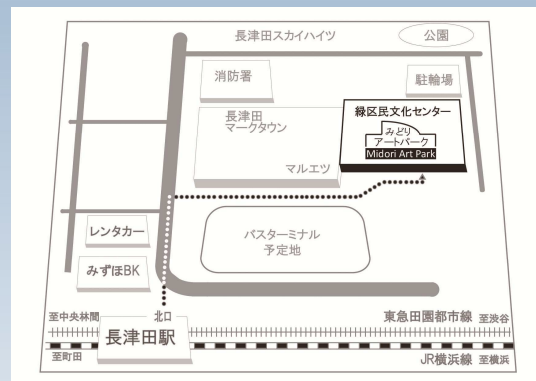 長津田スカイハイツ
公園
消防署
駐輪場
長津田
マークタウン
マルエツ
緑区民文化センター
みどり
アートパーク
Midori Art Park
レンタカー
みずほBK
バスターミナル
予定地
北口
至中央林間
長津田駅
東急田園都市線 至渋谷
至町田
JR横浜線 至横浜